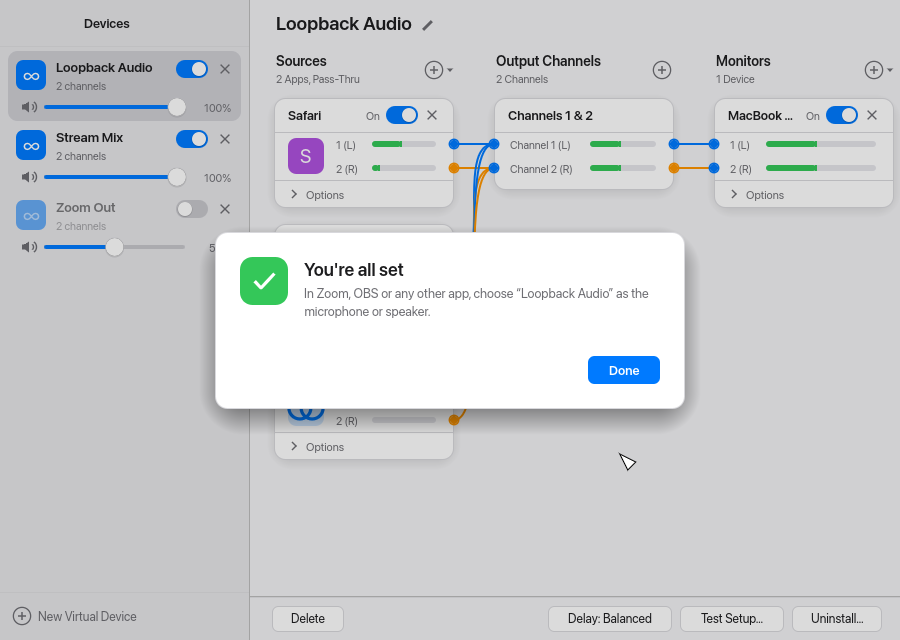 Devices
Loopback Audio
2 channels
100%
Stream Mix
2 channels
100%
Zoom Out
2 channels
5
New Virtual Device
Loopback Audio
Sources
2 Apps, Pass-Thru
Output Channels
2 Channels
Monitors
1 Device
Safari
On
S
1 (L)
2 (R)
Options
Channels 1 & 2
Channel 1 (L)
Channel 2 (R)
MacBook ...
On
1 (L)
2 (R)
Options
You're all set
In Zoom, OBS or any other app, choose “Loopback Audio” as the
microphone or speaker.
Done
2 (R)
Options
Delete
Delay: Balanced
Test Setup...
Uninstall...